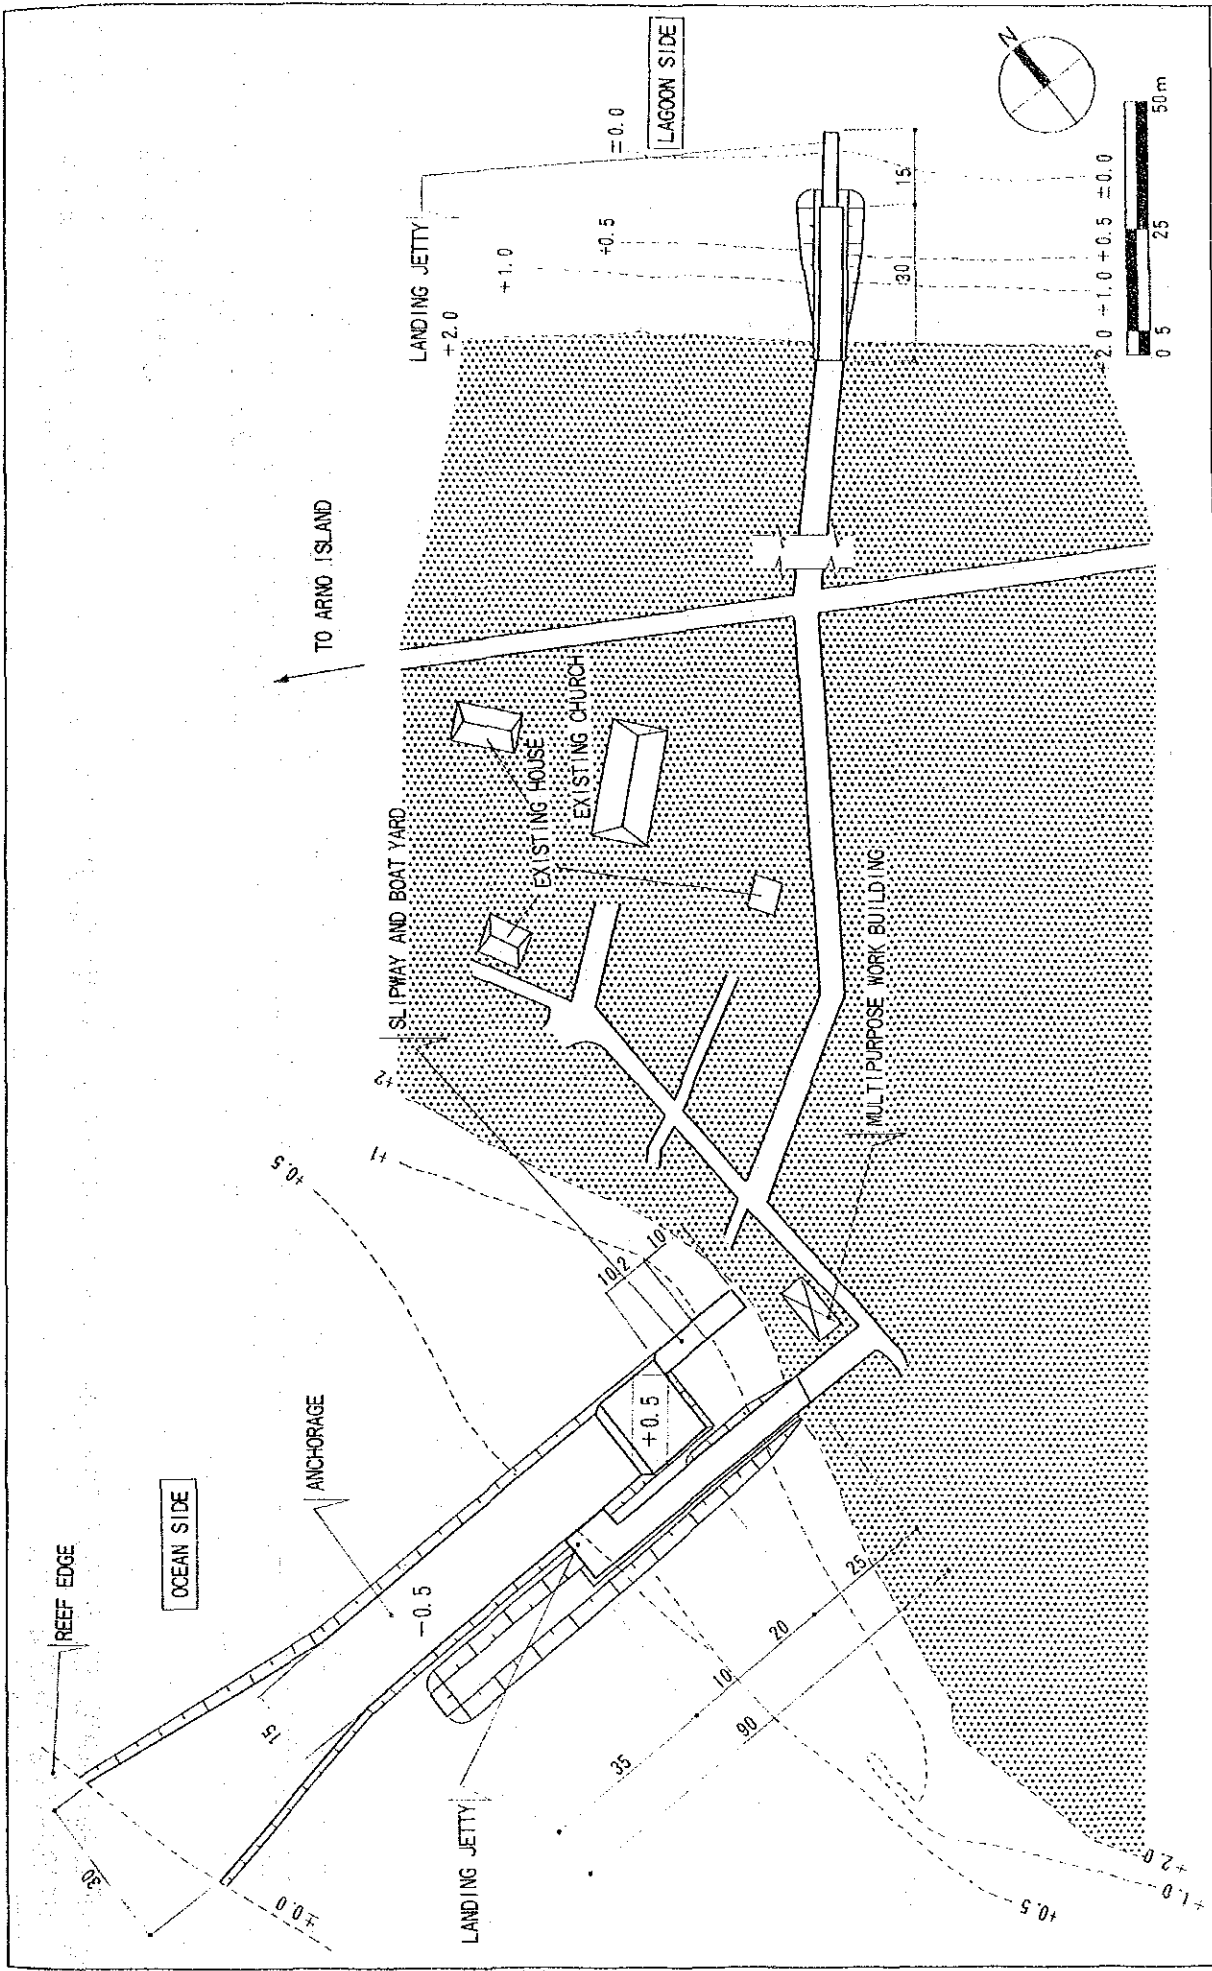 REEF EDGE
OCEAN SIDE
ANCHORAGE
SLIPWAY AND BOAT YARD
TO ARNO ISLAND
LANDING JETTY
LAGOON SIDE
N
±0.0
+0.5
+1.0
+2.0
EXISTING HOUSE
EXISTING CHURCH
MULTIPURPOSE WORK BUILDING
LANDING JETTY
30
15
-0.5
+0.5
+0.5
+1
+2
10.2
10
35
10
20
25
90
±0.0
+0.5
+1.0
+2.0
30
15
+2.0 +1.0 +0.5 ±0.0
0 5 25 50m